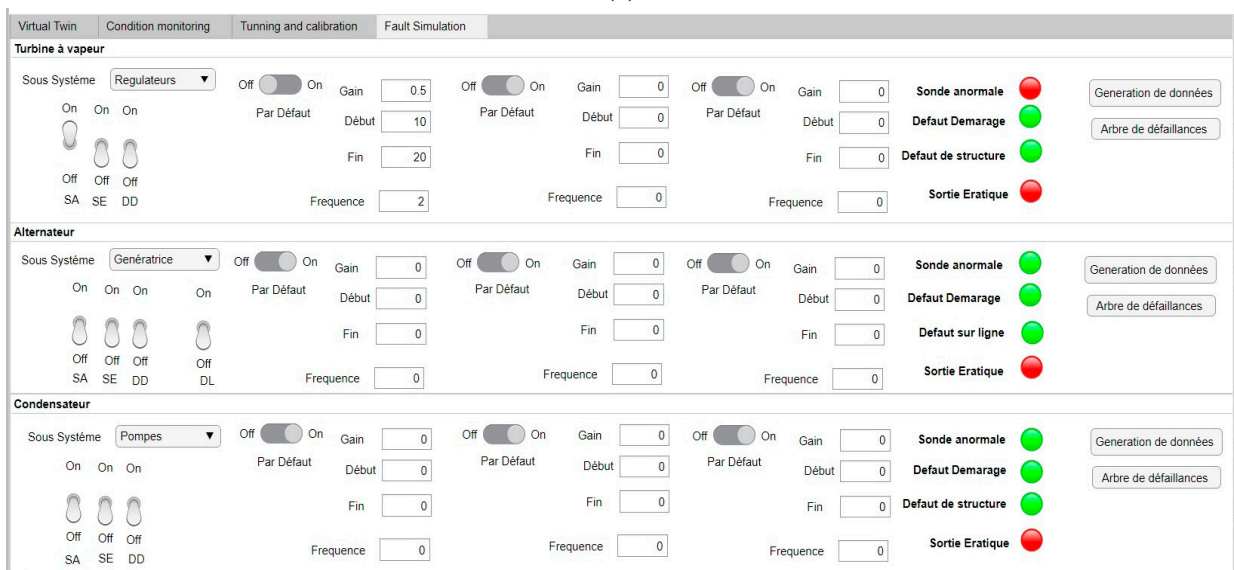 Virtual Twin Condition monitoring Tunning and calibration Fault Simulation
Turbine à vapeur
Sous Systéme Regulateurs ▼ Off On Gain 0.5 Off On Gain 0 Off On Gain 0 Sonde anormale Generation de données
On On On Par Défaut Début 10 Par Défaut Début 0 Par Défaut Début 0 Defaut Demarage Arbre de défaillances
Fin 20 Fin 0 Fin 0 Defaut de structure
Off Off Off
SA SE DD Frequence 2 Frequence 0 Frequence 0 Sortie Eratique
Alternateur
Sous Systéme Genératrice ▼ Off On Gain 0 Off On Gain 0 Off On Gain 0 Sonde anormale Generation de données
On On On On Par Défaut Début 0 Par Défaut Début 0 Par Défaut Début 0 Defaut Demarage Arbre de défaillances
Fin 0 Fin 0 Fin 0 Defaut sur ligne
Off Off Off Off
SA SE DD DL Frequence 0 Frequence 0 Frequence 0 Sortie Eratique
Condensateur
Sous Systéme Pompes ▼ Off On Gain 0 Off On Gain 0 Off On Gain 0 Sonde anormale Generation de données
On On On Par Défaut Début 0 Par Défaut Début 0 Par Défaut Début 0 Defaut Demarage Arbre de défaillances
Fin 0 Fin 0 Fin 0 Defaut de structure
Off Off Off
SA SE DD Frequence 0 Frequence 0 Frequence 0 Sortie Eratique